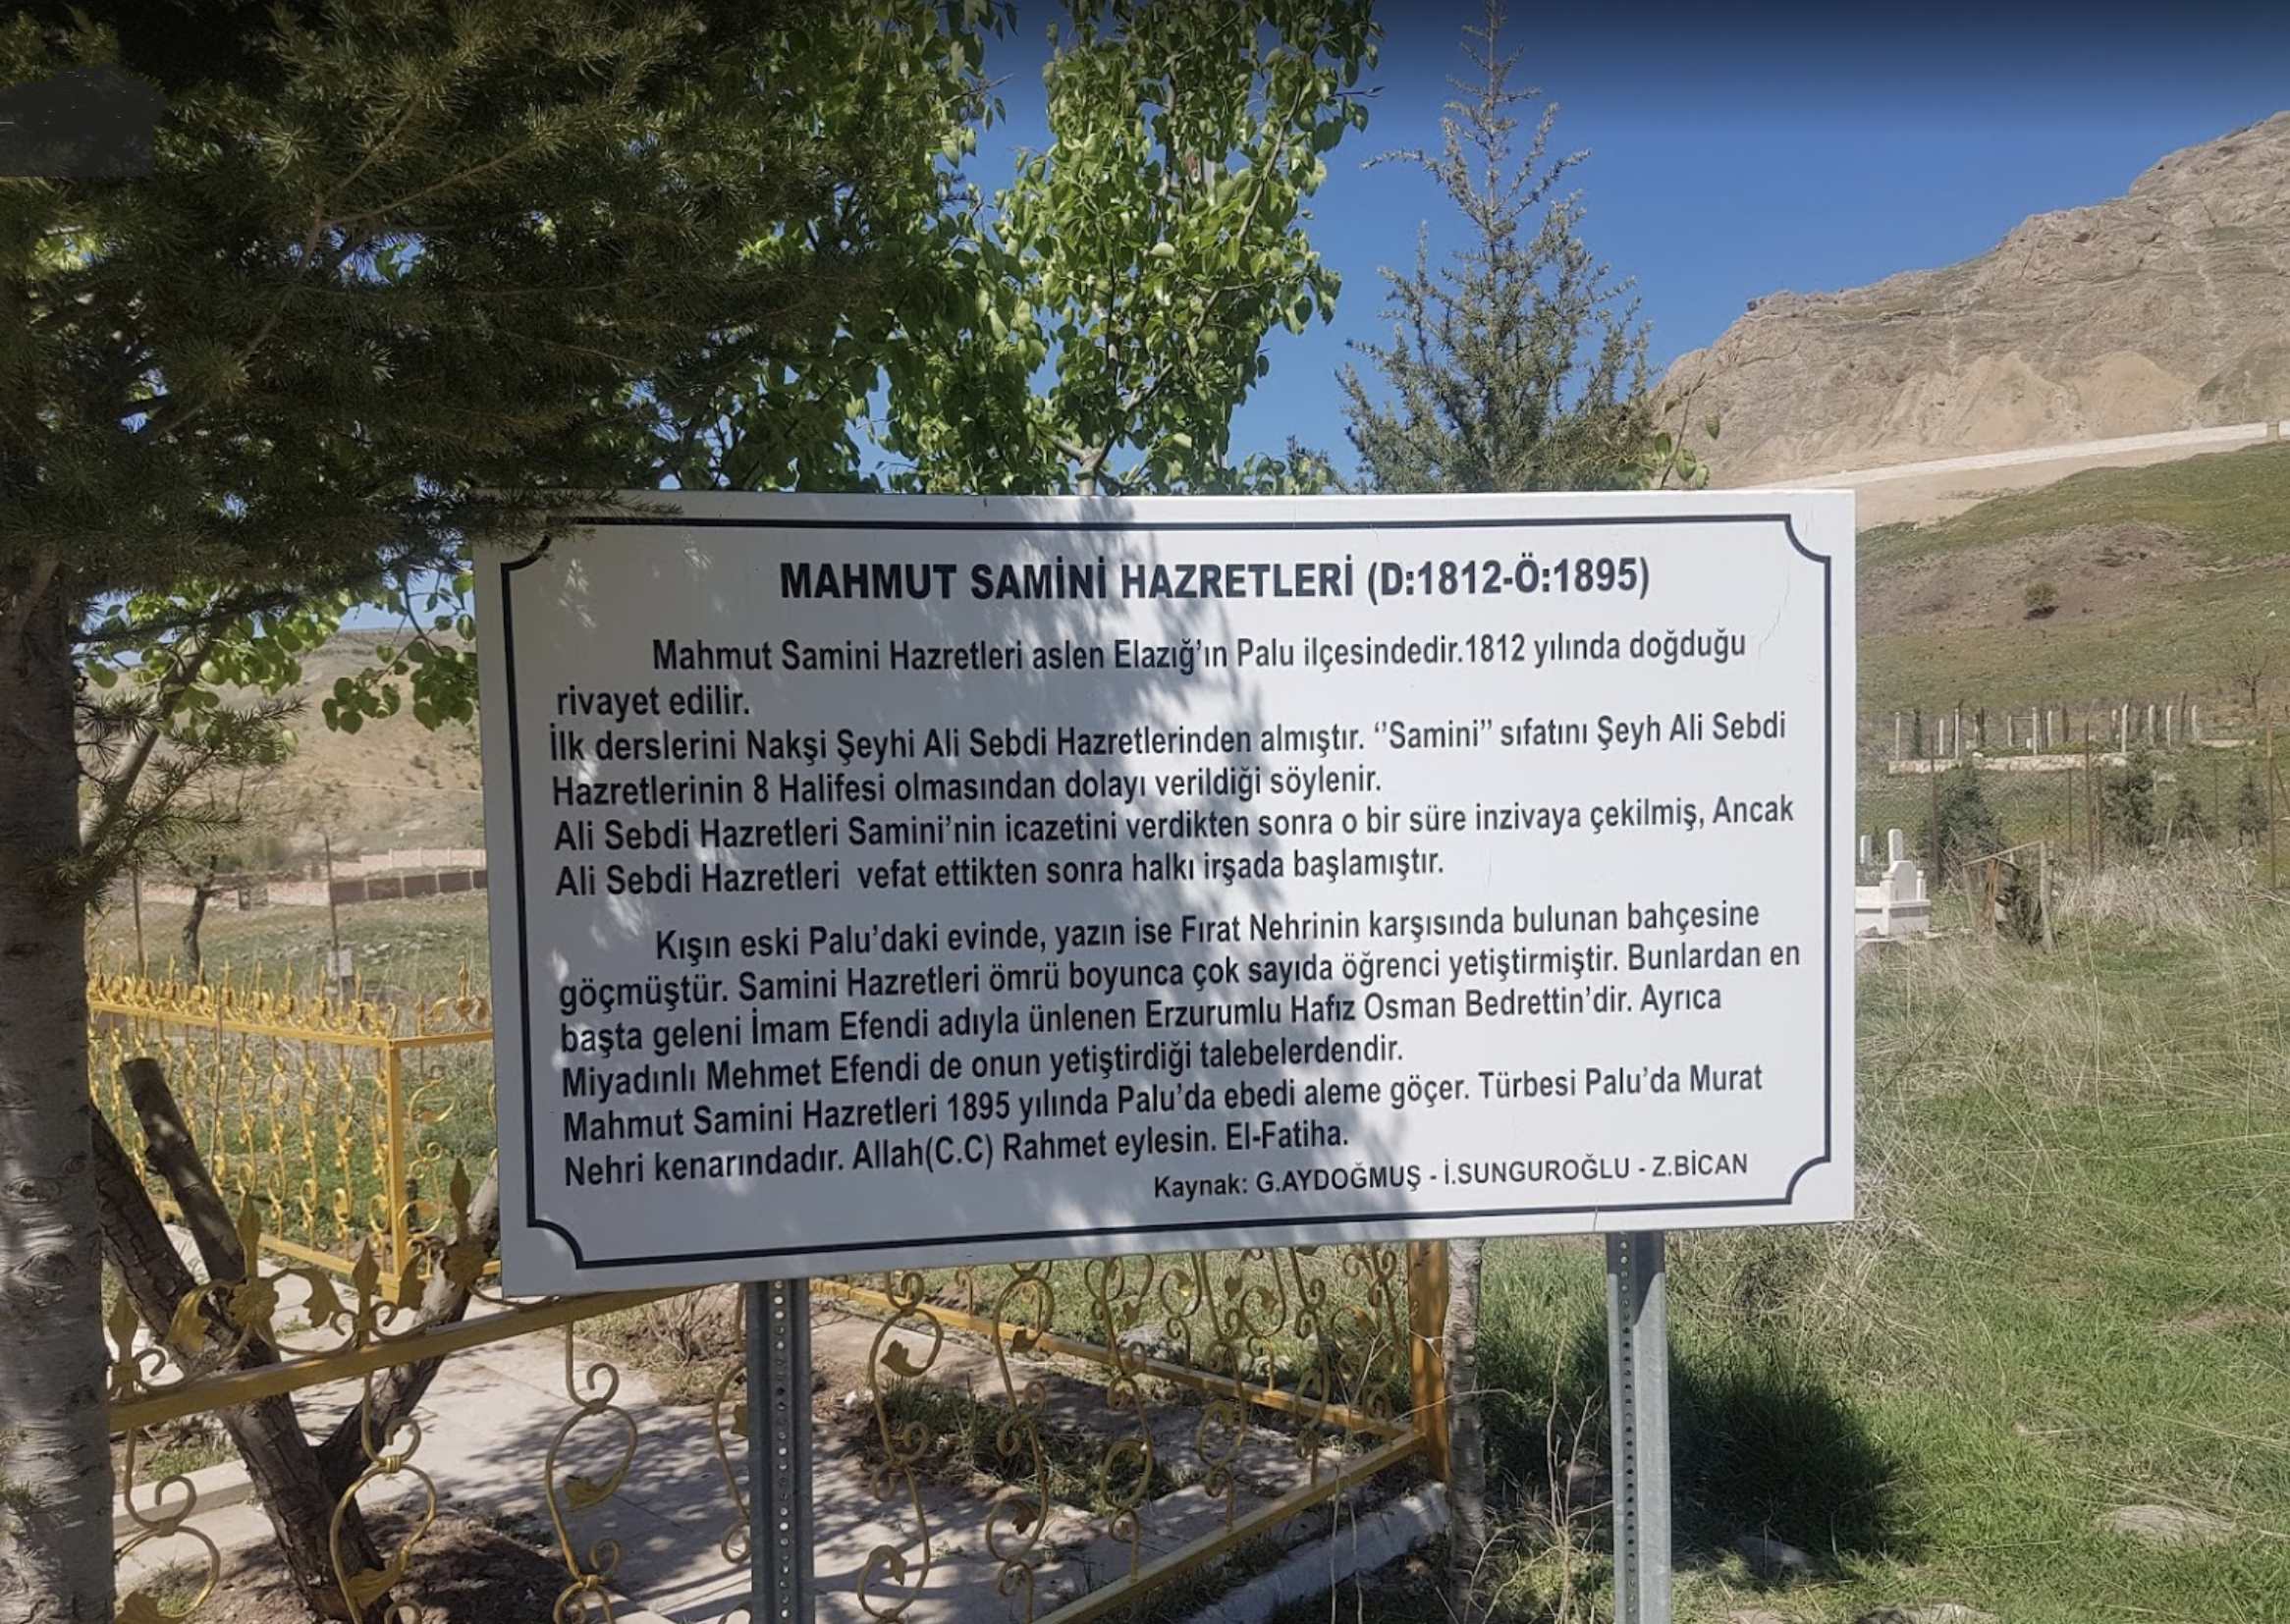 MAHMUT SAMİNİ HAZRETLERİ (D:1812-Ö:1895)
Mahmut Samini Hazretleri aslen Elazığ'ın Palu ilçesindedir.1812 yılında doğduğu
rivayet edilir.
İlk derslerini Nakşi Şeyhi Ali Sebdi Hazretlerinden almıştır. ‘’Samini” sıfatını Şeyh Ali Sebdi
Hazretlerinin 8 Halifesi olmasından dolayı verildiği söylenir.
Ali Sebdi Hazretleri Samini'nin icazetini verdikten sonra o bir süre inzivaya çekilmiş, Ancak
Ali Sebdi Hazretleri vefat ettikten sonra halkı irşada başlamıştır.
Kışın eski Palu'daki evinde, yazın ise Fırat Nehrinin karşısında bulunan bahçesine
göçmüştür. Samini Hazretleri ömrü boyunca çok sayıda öğrenci yetiştirmiştir. Bunlardan en
başta geleni İmam Efendi adıyla ünlenen Erzurumlu Hafız Osman Bedrettin'dir. Ayrıca
Miyadınlı Mehmet Efendi de onun yetiştirdiği talebelerdendir.
Mahmut Samini Hazretleri 1895 yılında Palu'da ebedi aleme göçer. Türbesi Palu'da Murat
Nehri kenarındadır. Allah(C.C) Rahmet eylesin. El-Fatiha.
Kaynak: G.AYDOĞMUŞ - İ.SUNGUROĞLU - Z.BİCAN